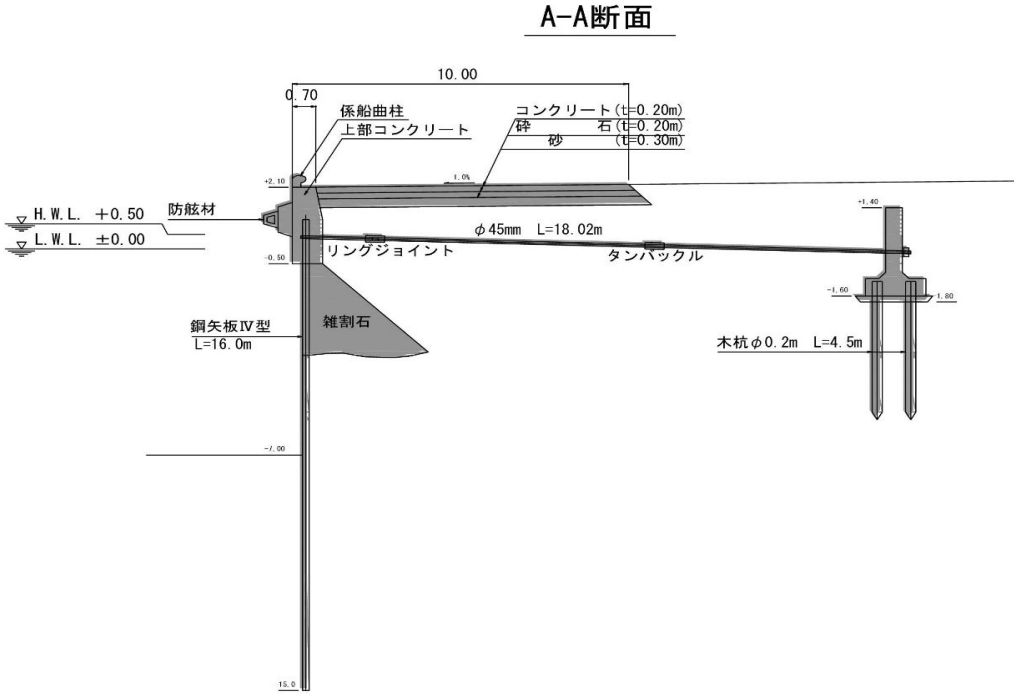 A-A断面
10.00
0.70
係船曲柱
上部コンクリート
コンクリート(t=0.20m)
砕 石(t=0.20m)
砂 (t=0.30m)
1.0%
+2.10
防舷材
H.W.L. +0.50
L.W.L. ±0.00
+1.40
φ45mm L=18.02m
リングジョイント
タンバックル
-0.50
-1.60
1.80
鋼矢板Ⅳ型
L=16.0m
雑割石
木杭φ0.2m L=4.5m
-7.00
15.0